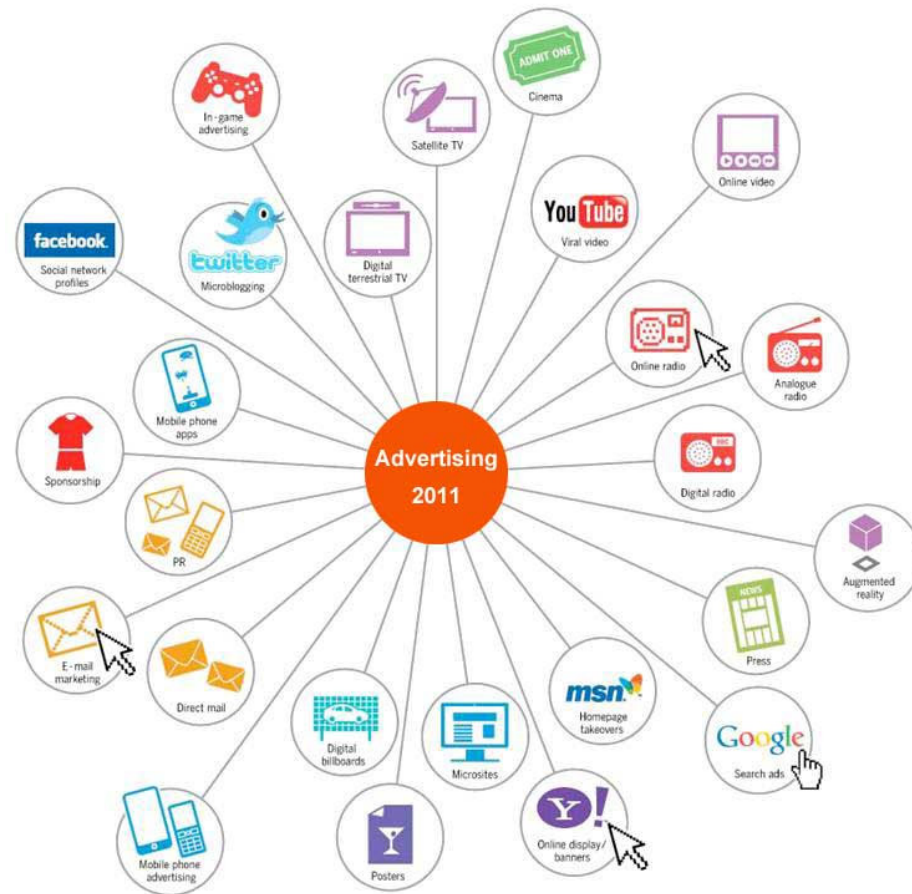 ADMIT ONE
Cinema
In-game
advertising
Satellite TV
Online video
You Tube
Viral video
facebook.
Social network
profiles
twitter
Microblogging
Digital
terrestrial TV
Online radio
Analogue
radio
Mobile phone
apps
Sponsorship
Advertising
2011
BBC
Digital radio
PR
Augmented
reality
NEWS
Press
E-mail
marketing
Direct mail
Digital
billboards
Microsites
msn
Homepage
takeovers
Google
Search ads
Mobile phone
advertising
Posters
Y!
Online display/
banners